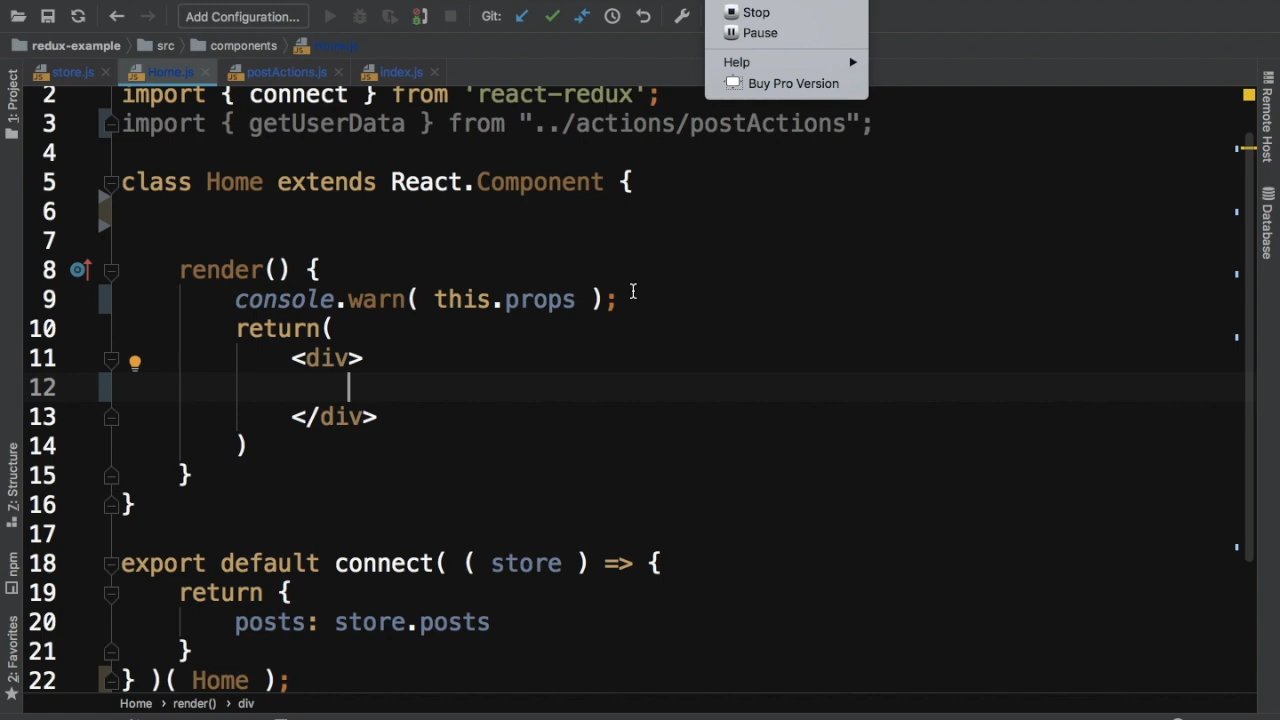 Add Configuration...
Git:
Stop
Pause
Help
Buy Pro Version
redux-example
src
components
Home.js
store.js
Home.js
postActions.js
index.js
1: Project
Z: Structure
npm
2: Favorites
Remote Host
Database
2 import { connect } from 'react-redux';
3 import { getUserData } from "../actions/postActions";
4
5 class Home extends React.Component {
6
7
8 render() {
9 console.warn( this.props );
10 return(
11 <div>
12
13 </div>
14 )
15 }
16 }
17
18 export default connect( ( store ) => {
19 return {
20 posts: store.posts
21 }
22 } )( Home );
Home › render() › div